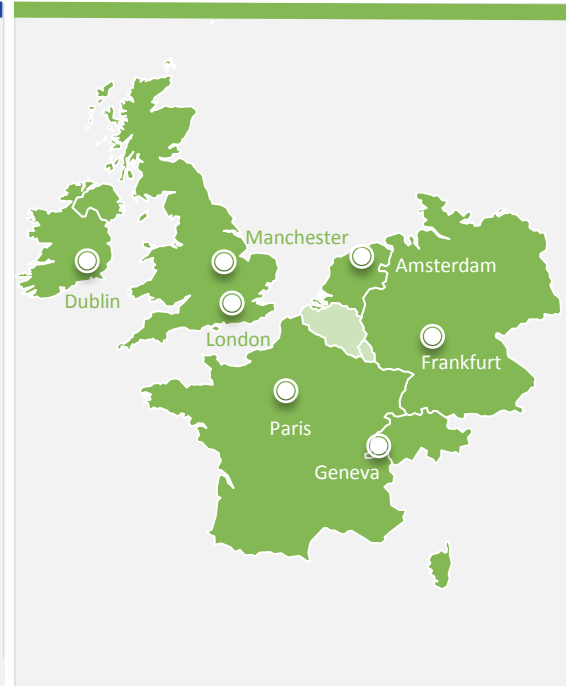 Manchester
Amsterdam
Dublin
London
Frankfurt
Paris
Geneva